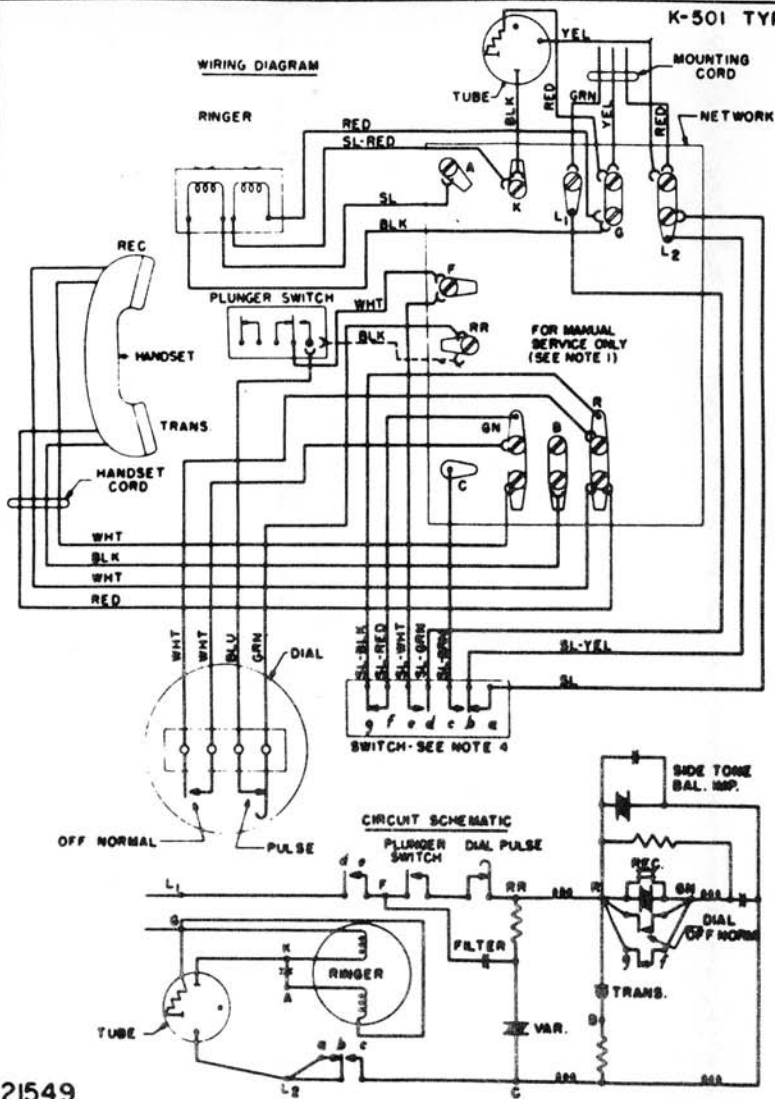 K-501 TYP
WIRING DIAGRAM
YEL
MOUNTING
CORD
TUBE
BLK
RED
GRN
YEL
RED
NETWORK
RINGER
RED
SL-RED
A
K
SL
BLK
L1
G
L2
REC
F
PLUNGER SWITCH
WHT
RR
BLK
FOR MANUAL
SERVICE ONLY
(SEE NOTE 1)
HANDSET
R
GN
B
TRANS.
C
HANDSET
CORD
WHT
BLK
WHT
RED
WHT
WHT
BLU
GRN
DIAL
SL-BLK
SL-RED
SL-WHT
SL-GRN
SL-BRN
SL-YEL
SL
g f e d c b a
SWITCH-SEE NOTE 4
OFF NORMAL
PULSE
SIDE TONE
BAL. IMP.
CIRCUIT SCHEMATIC
PLUNGER
SWITCH
DIAL PULSE
L1
d e
F
RR
R
REC.
GN
DIAL
OFF NORM
g f
G
K
A
RINGER
FILTER
TRANS.
TUBE
VAR.
B
a b c
L2
C
21549